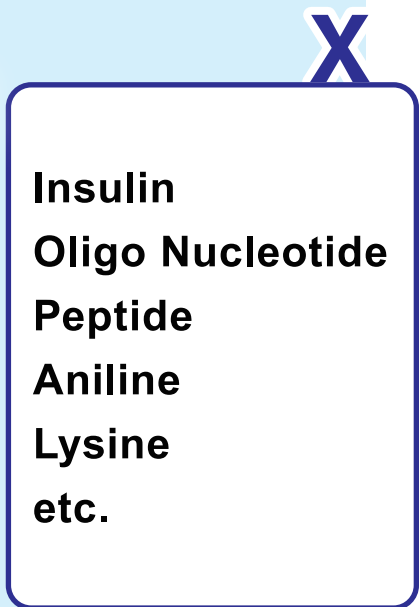 X
Insulin
Oligo Nucleotide
Peptide
Aniline
Lysine
etc.